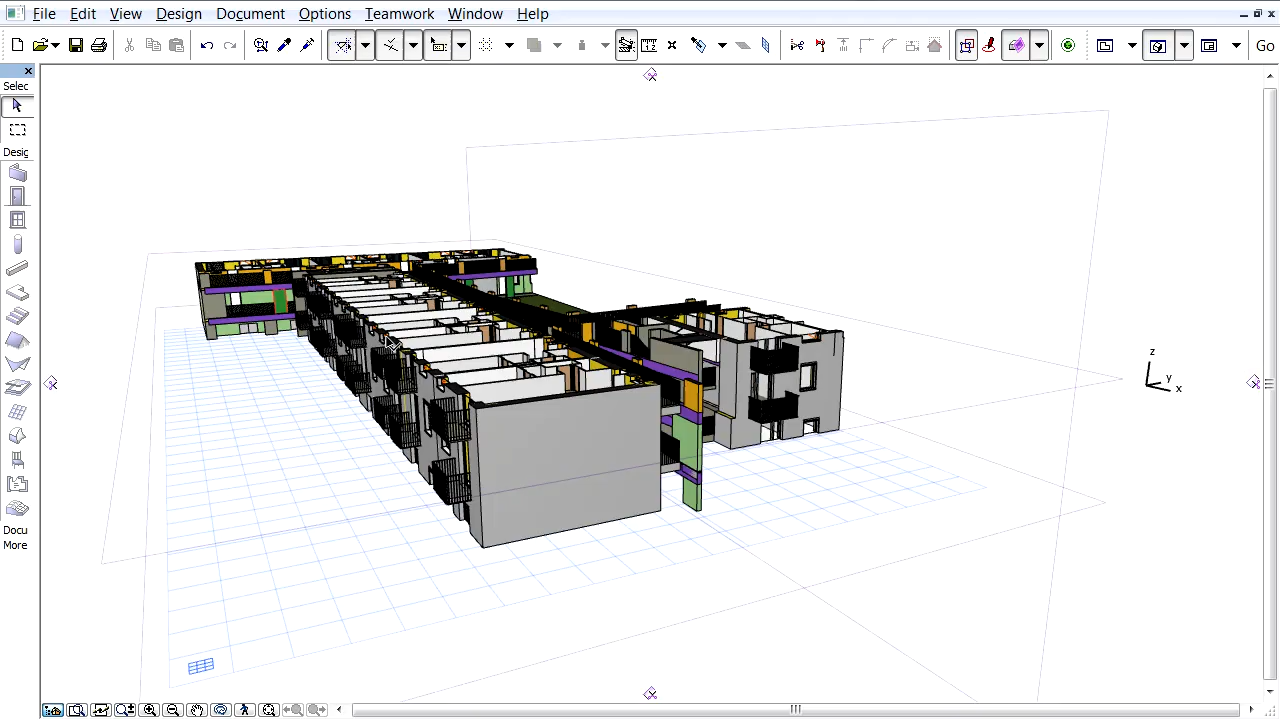 File Edit View Design Document Options Teamwork Window Help
Go
Selec
Desig
z
y
x
Docu
More